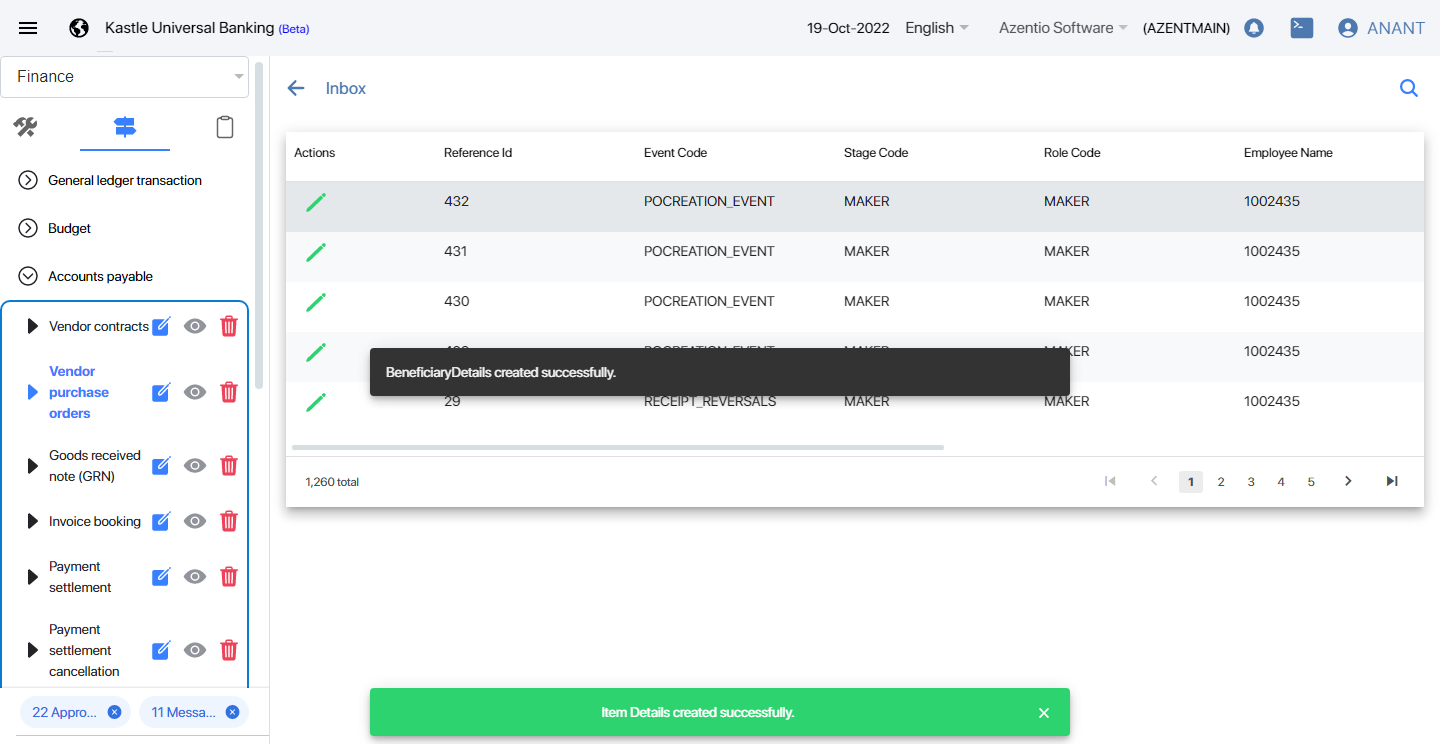 Kastle Universal Banking (Beta)
19-Oct-2022 English Azentio Software (AZENTMAIN) ANANT
Finance
General ledger transaction
Budget
Accounts payable
Vendor contracts
Vendor
purchase
orders
Goods received
note (GRN)
Invoice booking
Payment
settlement
Payment
settlement
cancellation
22 Appro...
11 Messa...
Inbox
Actions Reference Id Event Code Stage Code Role Code Employee Name
432 POCREATION_EVENT MAKER MAKER 1002435
431 POCREATION_EVENT MAKER MAKER 1002435
430 POCREATION_EVENT MAKER MAKER 1002435
POCREATION_EVENT MAKER MAKER 1002435
BeneficiaryDetails created successfully.
29 RECEIPT_REVERSALS MAKER MAKER 1002435
1,260 total
1 2 3 4 5
Item Details created successfully.